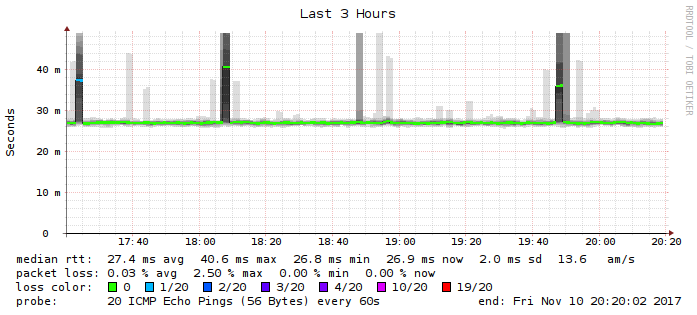 Last 3 Hours
RRDTOOL / TOBI OETIKER
Seconds
40 m
30 m
20 m
10 m
0
17:40 18:00 18:20 18:40 19:00 19:20 19:40 20:00 20:20
median rtt: 27.4 ms avg 40.6 ms max 26.8 ms min 26.9 ms now 2.0 ms sd 13.6 am/s
packet loss: 0.03 % avg 2.50 % max 0.00 % min 0.00 % now
loss color: 0 1/20 2/20 3/20 4/20 10/20 19/20
probe: 20 ICMP Echo Pings (56 Bytes) every 60s end: Fri Nov 10 20:20:02 2017